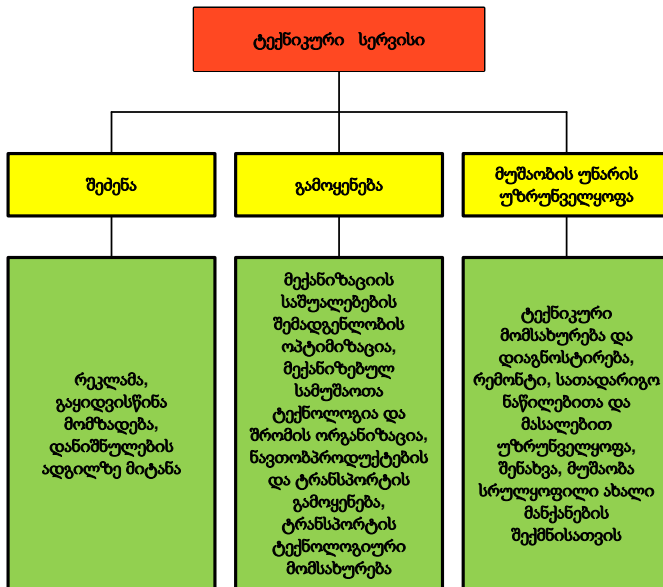 ტექნიკური სერვისი
შეძენა
გამოყენება
მუშაობის უნარის
უზრუნველყოფა
რეკლამა,
გაყიდვისწინა
მომზადება,
დანიშნულების
ადგილზე მიტანა
მექანიზაციის
საშუალებების
შემადგენლობის
ოპტიმიზაცია,
მექანიზებულ
სამუშაოთა
ტექნოლოგია და
შრომის ორგანიზაცია,
ნავთობპროდუქტების
და ტრანსპორტის
გამოყენება,
ტრანსპორტის
ტექნოლოგიური
მომსახურება
ტექნიკური
მომსახურება და
დიაგნოსტირება,
რემონტი, სათადარიგო
ნაწილებითა და
მასალებით
უზრუნველყოფა,
შენახვა, მუშაობა
სრულყოფილი ახალი
მანქანების
შექმნისათვის